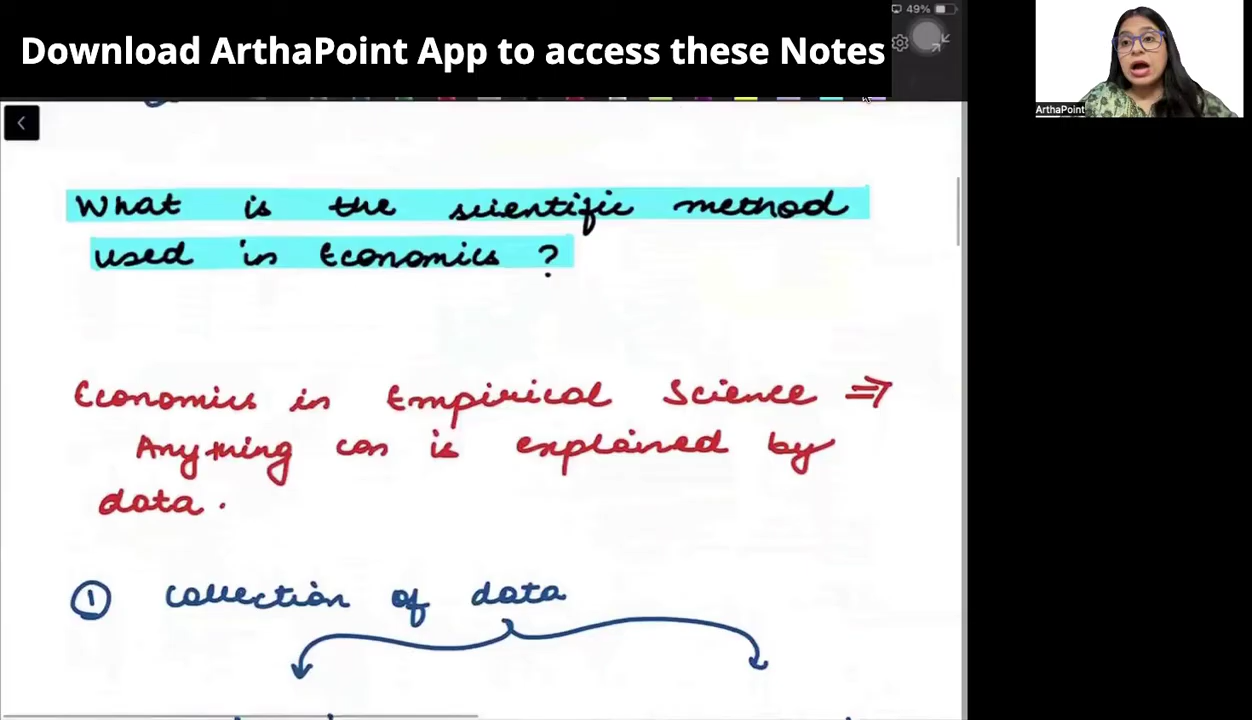 49%
Download ArthaPoint App to access these Notes
ArthaPoint
What is the scientific method
used in Economics ?
Economics in Empirical Science ⇒
Anything can is explained by
data .
① collection of data